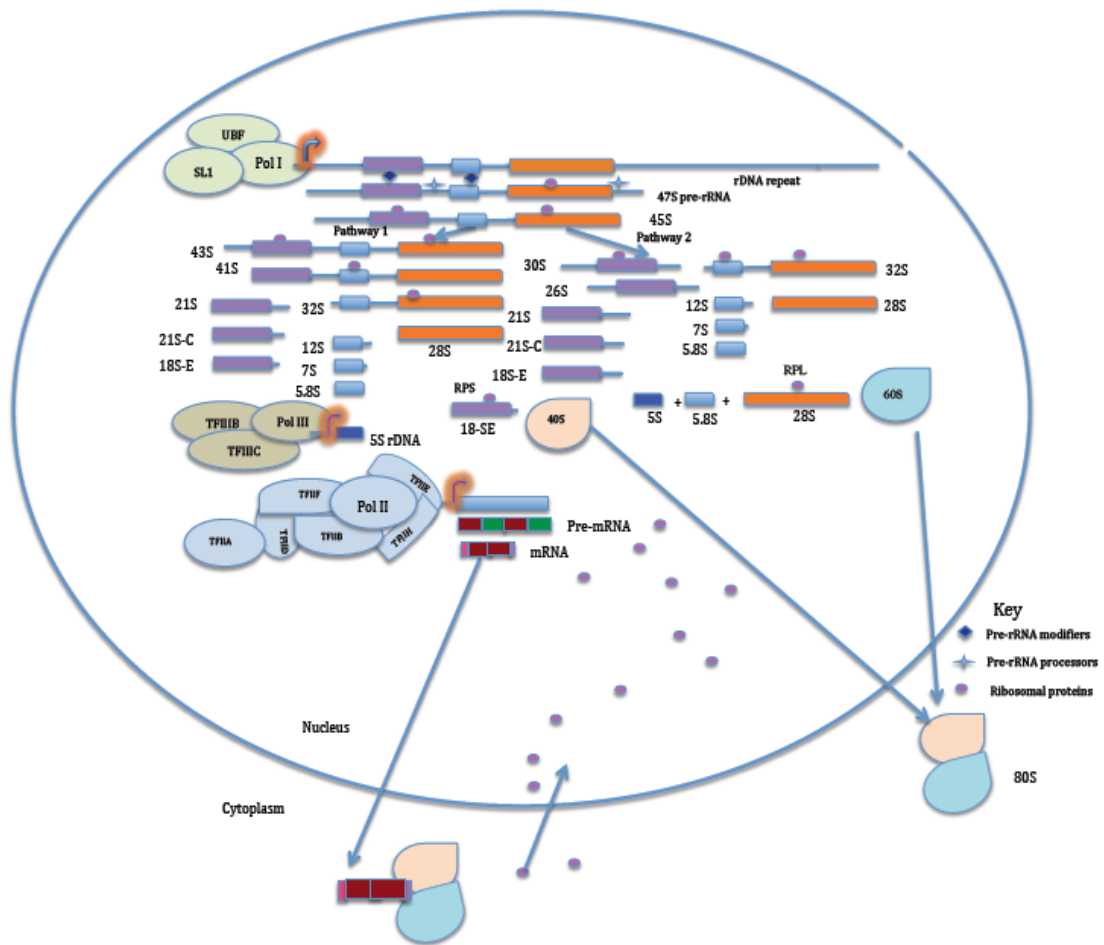 UBF
SL1
Pol I
rDNA repeat
47S pre-rRNA
45S
Pathway 1
Pathway 2
43S
41S
30S
32S
26S
21S
32S
12S
28S
21S
7S
21S-C
12S
28S
21S-C
5.8S
18S-E
7S
18S-E
5.8S
RPS
RPL
60S
18-SE
40S
5S
+
5.8S
+
28S
TFIIIB
Pol III
TFIIIC
5S rDNA
TFIIE
TFIIF
Pol II
TFIIA
TFIID
TFIIB
TFIIH
Pre-mRNA
mRNA
Key
Pre-rRNA modifiers
Pre-rRNA processors
Ribosomal proteins
Nucleus
80S
Cytoplasm